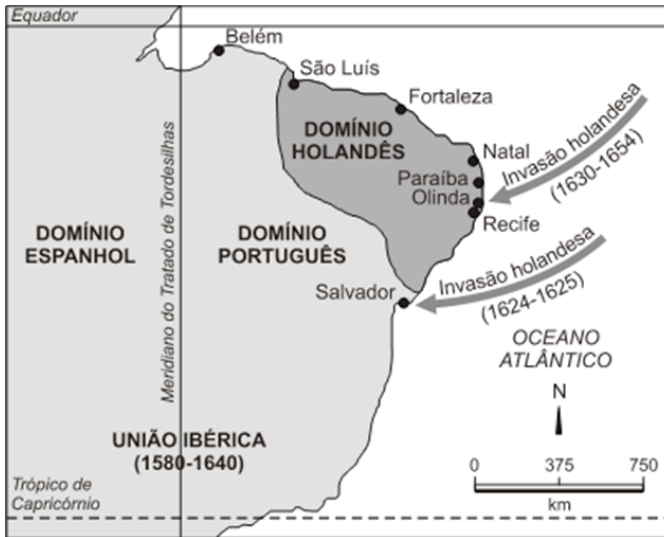 Equador
Belém
São Luís
Fortaleza
DOMÍNIO
HOLANDÊS
Natal
Paraíba
Olinda
Recife
Invasão holandesa
(1630-1654)
Meridiano do Tratado de Tordesilhas
DOMÍNIO
ESPANHOL
DOMÍNIO
PORTUGUÊS
Salvador
Invasão holandesa
(1624-1625)
OCEANO
ATLÂNTICO
N
UNIÃO IBÉRICA
(1580-1640)
0 375 750
km
Trópico de
Capricórnio